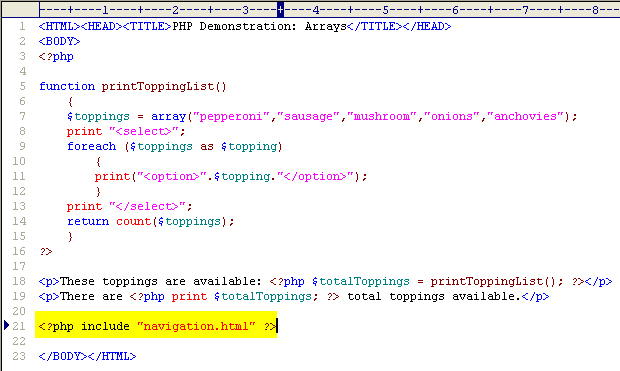 ----+----1----+----2----+----3----+----4----+----5----+----6----+----7----+----8--
1 <HTML><HEAD><TITLE>PHP Demonstration: Arrays</TITLE></HEAD>
2 <BODY>
3 <?php
4
5 function printToppingList()
6 {
7 $toppings = array("pepperoni","sausage","mushroom","onions","anchovies");
8 print "<select>";
9 foreach ($toppings as $topping)
10 {
11 print("<option>".$topping."</option>");
12 }
13 print "</select>";
14 return count($toppings);
15 }
16 ?>
17
18 <p>These toppings are available: <?php $totalToppings = printToppingList(); ?></p>
19 <p>There are <?php print $totalToppings; ?> total toppings available.</p>
20
21 <?php include "navigation.html" ?>
22
23 </BODY></HTML>